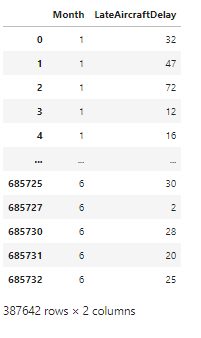 Month LateAircraftDelay
0 1 32
1 1 47
2 1 72
3 1 12
4 1 16
... ... ...
685725 6 30
685727 6 2
685730 6 28
685731 6 20
685732 6 25
387642 rows × 2 columns